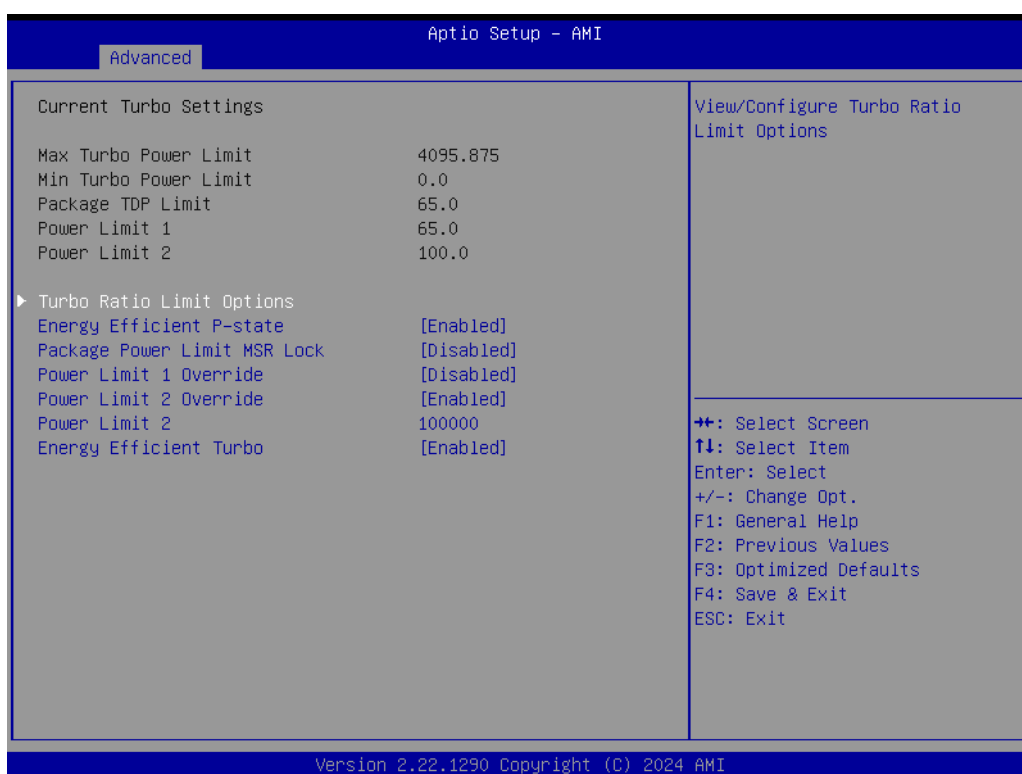 Aptio Setup – AMI
Advanced
Current Turbo Settings
Max Turbo Power Limit 4095.875
Min Turbo Power Limit 0.0
Package TDP Limit 65.0
Power Limit 1 65.0
Power Limit 2 100.0
Turbo Ratio Limit Options
Energy Efficient P-state [Enabled]
Package Power Limit MSR Lock [Disabled]
Power Limit 1 Override [Disabled]
Power Limit 2 Override [Enabled]
Power Limit 2 100000
Energy Efficient Turbo [Enabled]
View/Configure Turbo Ratio
Limit Options
→←: Select Screen
↑↓: Select Item
Enter: Select
+/-: Change Opt.
F1: General Help
F2: Previous Values
F3: Optimized Defaults
F4: Save & Exit
ESC: Exit
Version 2.22.1290 Copyright (C) 2024 AMI